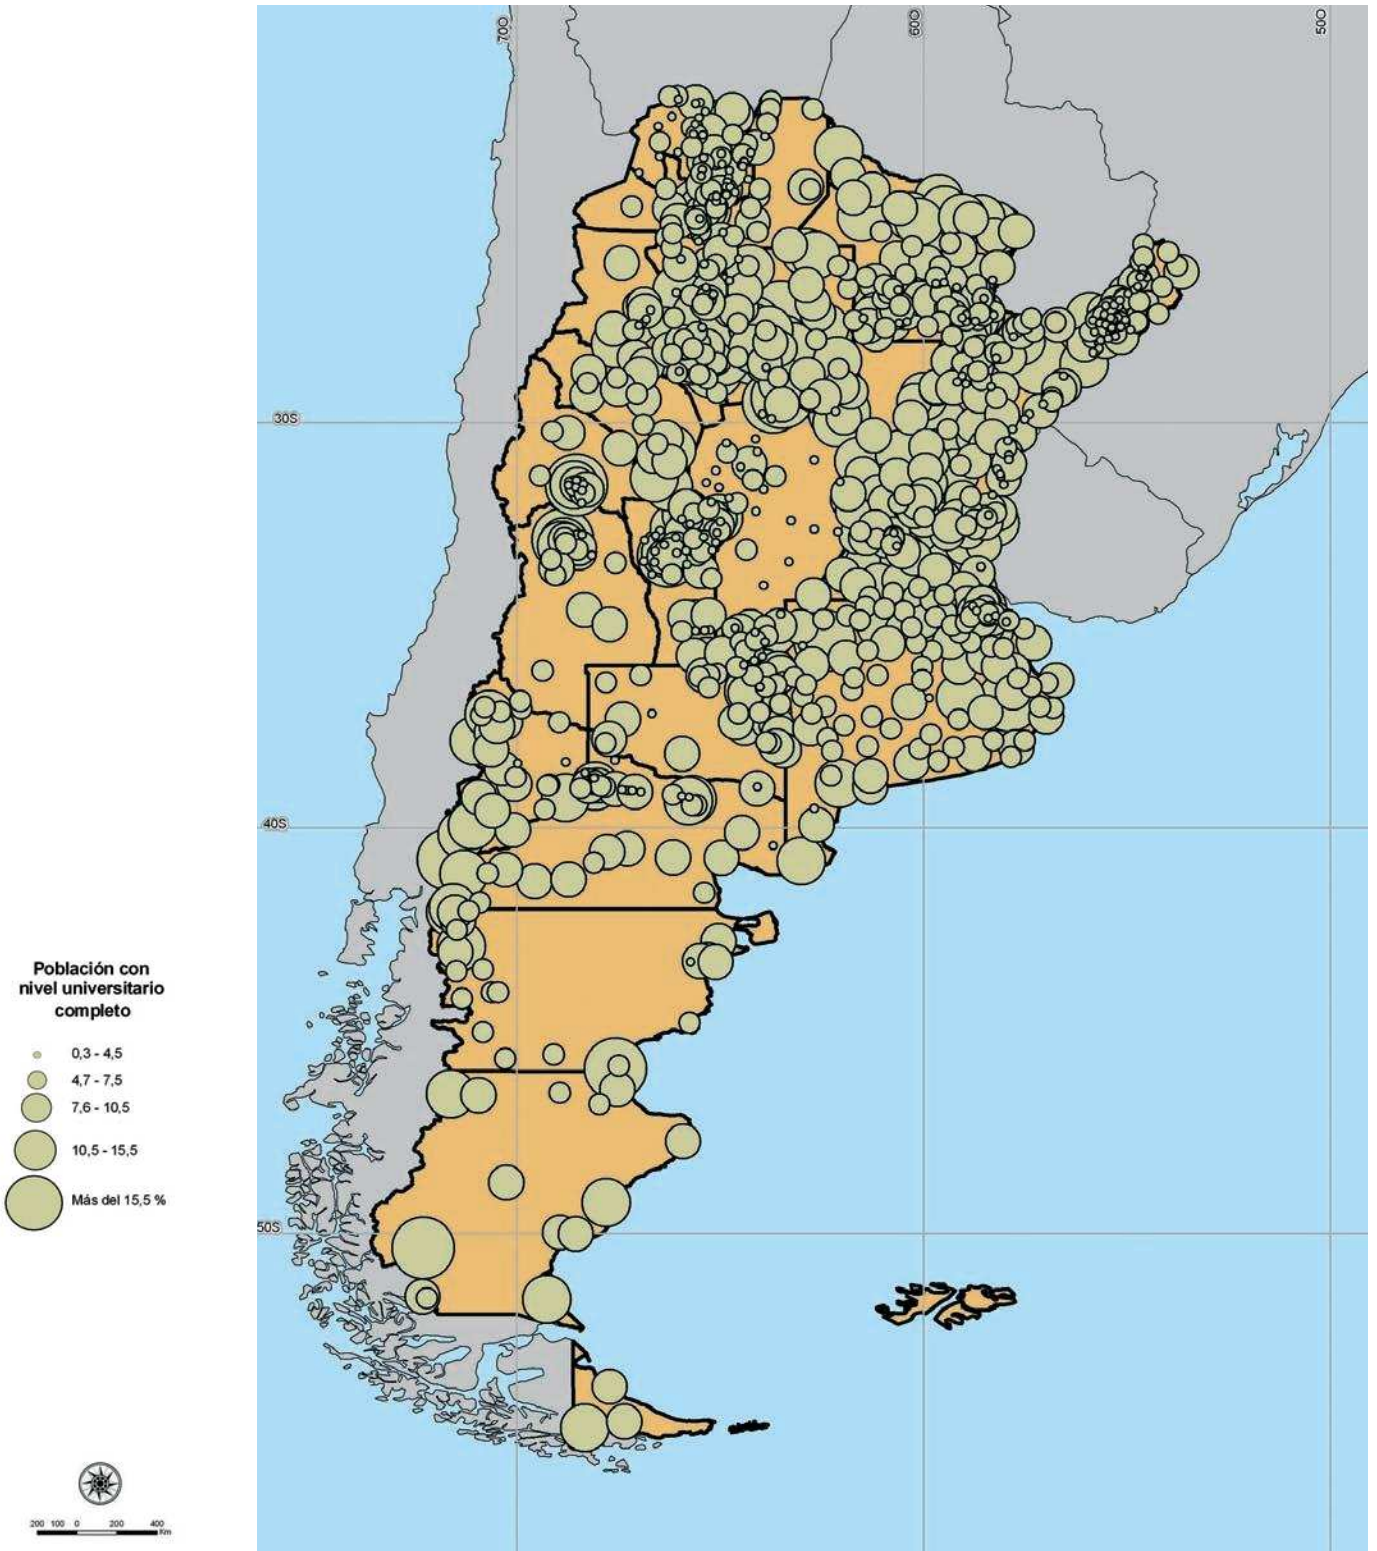 70O
60O
50O
30S
40S
50S
Población con
nivel universitario
completo
0,3 - 4,5
4,7 - 7,5
7,6 - 10,5
10,5 - 15,5
Más del 15,5 %
200 100 0 200 400
Km